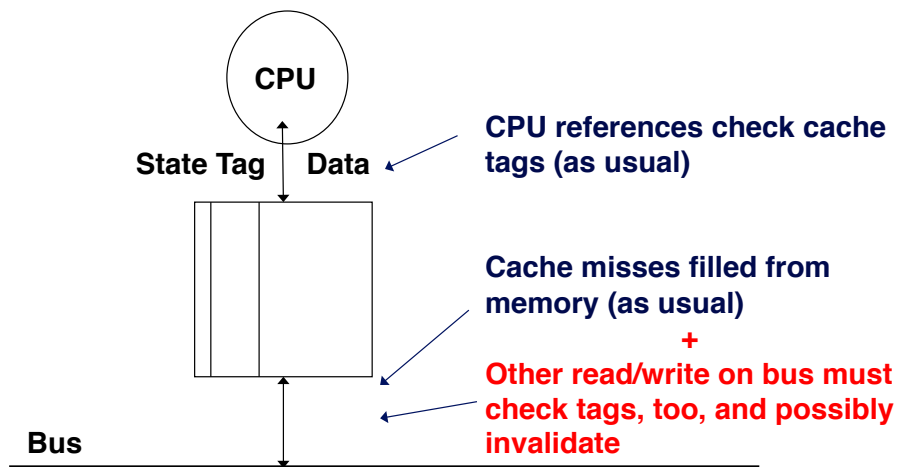 CPU
CPU references check cache
tags (as usual)
State Tag Data
Cache misses filled from
memory (as usual)
+
Other read/write on bus must
check tags, too, and possibly
invalidate
Bus